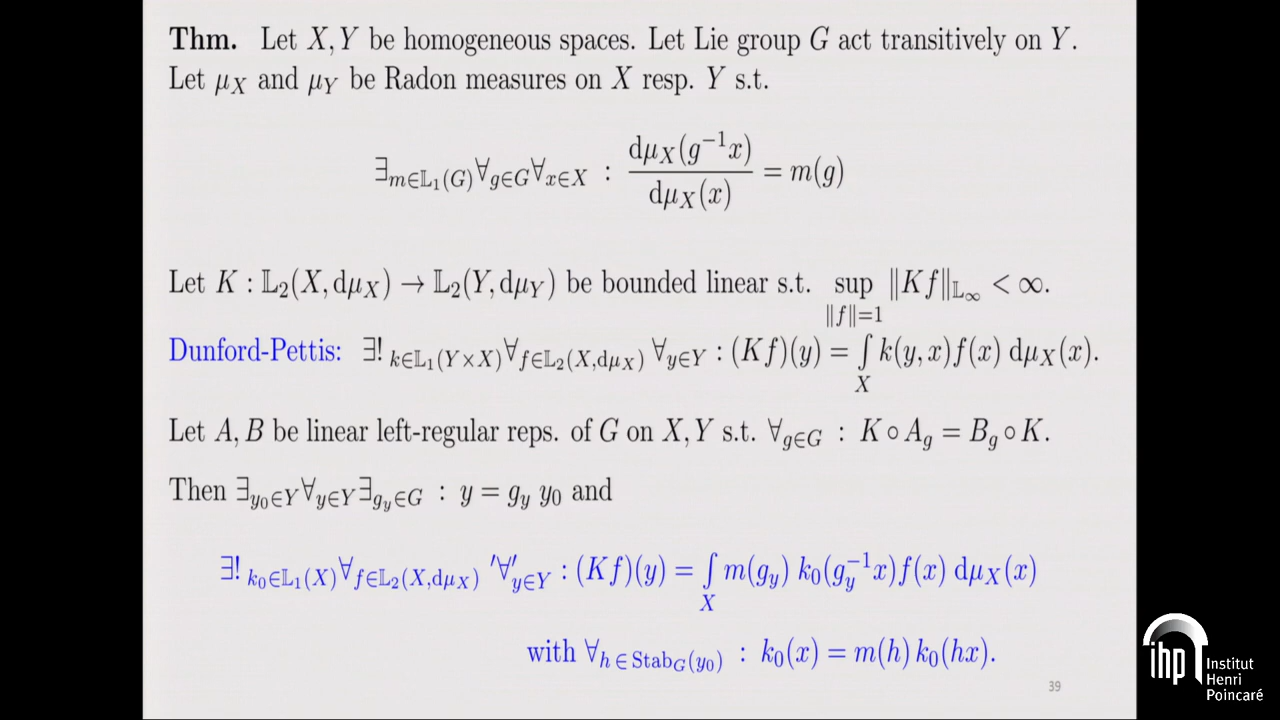 Thm. Let X, Y be homogeneous spaces. Let Lie group G act transitively on Y.
Let μ_X and μ_Y be Radon measures on X resp. Y s.t.
∃_{m∈𝕃₁(G)} ∀_{g∈G} ∀_{x∈X} : dμ_X(g⁻¹x) / dμ_X(x) = m(g)
Let K : 𝕃₂(X, dμ_X) → 𝕃₂(Y, dμ_Y) be bounded linear s.t. sup_{‖f‖=1} ‖Kf‖_{𝕃_∞} < ∞.
Dunford-Pettis: ∃!_{k∈𝕃₁(Y×X)} ∀_{f∈𝕃₂(X,dμ_X)} ∀_{y∈Y} : (Kf)(y) = ∫_X k(y, x)f(x) dμ_X(x).
Let A, B be linear left-regular reps. of G on X, Y s.t. ∀_{g∈G} : K ∘ A_g = B_g ∘ K.
Then ∃_{y₀∈Y} ∀_{y∈Y} ∃_{g_y∈G} : y = g_y y₀ and
∃!_{k₀∈𝕃₁(X)} ∀_{f∈𝕃₂(X,dμ_X)} '∀'_{y∈Y} : (Kf)(y) = ∫_X m(g_y) k₀(g_y⁻¹x)f(x) dμ_X(x)
with ∀_{h∈Stab_G(y₀)} : k₀(x) = m(h) k₀(hx).
39
ihp
Institut
Henri
Poincaré